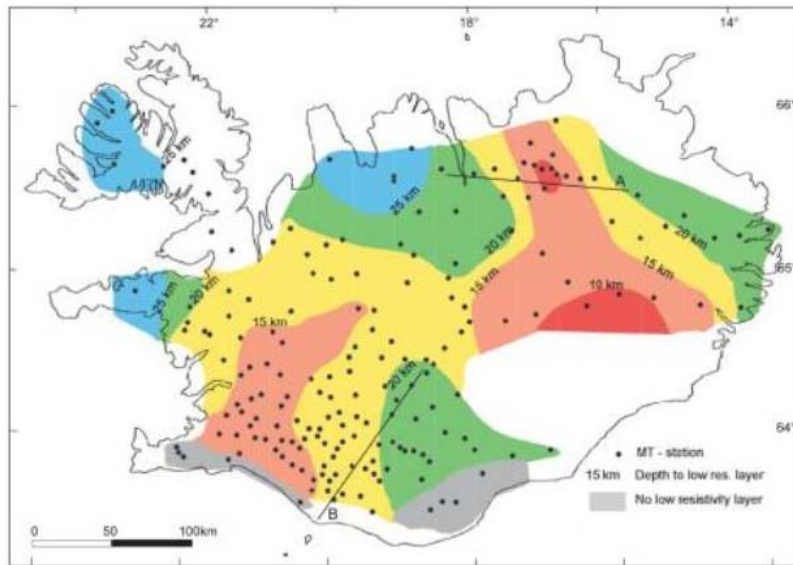 22°
18°
14°
66°
25 km
A
25 km
20 km
20 km
15 km
65°
25 km
20 km
15 km
10 km
15 km
20 km
64°
MT - station
15 km Depth to low res. layer
No low resistivity layer
B
0 50 100km